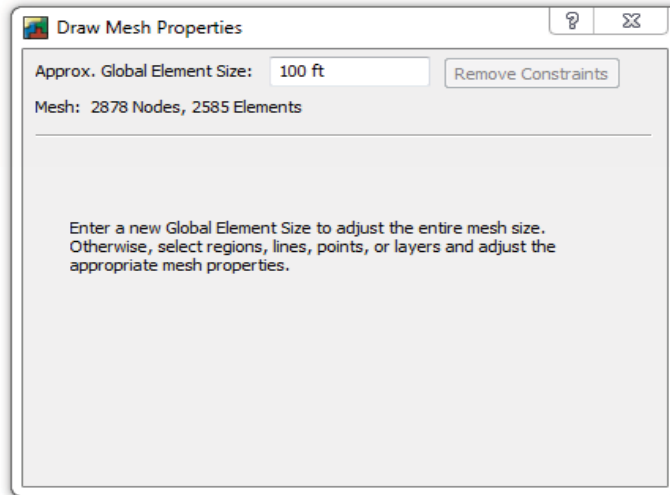 Draw Mesh Properties
Approx. Global Element Size: 100 ft Remove Constraints
Mesh: 2878 Nodes, 2585 Elements
Enter a new Global Element Size to adjust the entire mesh size.
Otherwise, select regions, lines, points, or layers and adjust the
appropriate mesh properties.